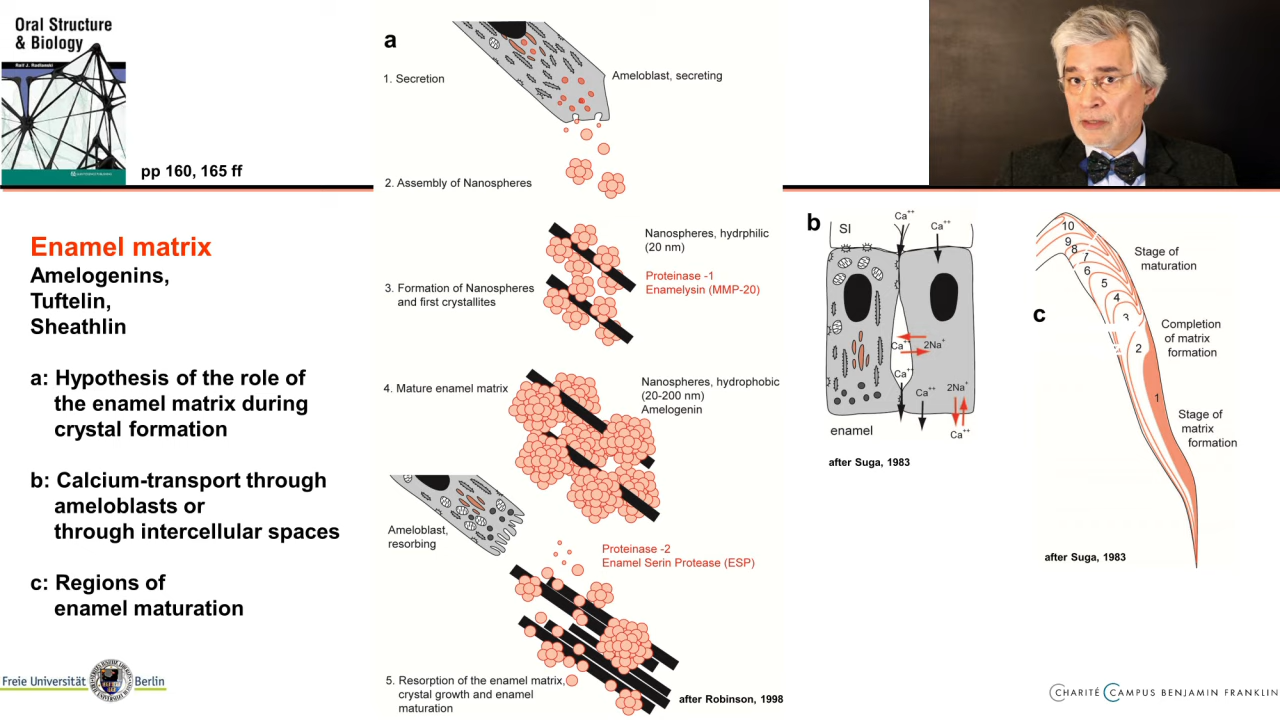 Oral Structure
& Biology
Ralf J. Radlanski
pp 160, 165 ff
Enamel matrix
Amelogenins,
Tuftelin,
Sheathlin
a: Hypothesis of the role of
the enamel matrix during
crystal formation
b: Calcium-transport through
ameloblasts or
through intercellular spaces
c: Regions of
enamel maturation
Freie Universität Berlin
a
1. Secretion
Ameloblast, secreting
2. Assembly of Nanospheres
Nanospheres, hydrphilic
(20 nm)
Proteinase -1
Enamelysin (MMP-20)
3. Formation of Nanospheres
and first crystallites
4. Mature enamel matrix
Nanospheres, hydrophobic
(20-200 nm)
Amelogenin
Ameloblast,
resorbing
Proteinase -2
Enamel Serin Protease (ESP)
5. Resorption of the enamel matrix,
crystal growth and enamel
maturation
after Robinson, 1998
b
SI
Ca++
Ca++
Ca++
2Na+
Ca++
Ca++
2Na+
Ca++
enamel
after Suga, 1983
c
10
9
8
7
6
5
4
3
2
1
Stage of
maturation
Completion
of matrix
formation
Stage of
matrix
formation
after Suga, 1983
CHARITÉ CAMPUS BENJAMIN FRANKLIN